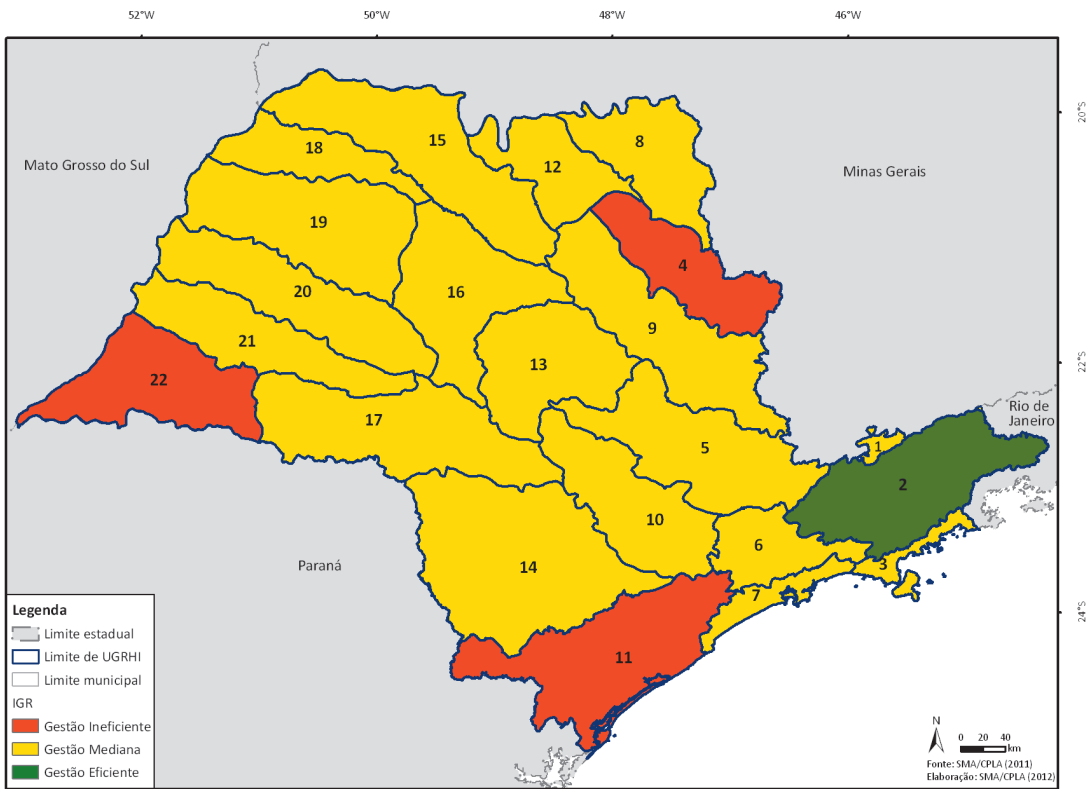 52°W 50°W 48°W 46°W
20°S
22°S
24°S
Mato Grosso do Sul
Minas Gerais
Rio de
Janeiro
Paraná
15
8
18
12
19
4
20
16
9
21
13
22
17
5
1
2
10
6
14
3
7
11
Legenda
Limite estadual
Limite de UGRHI
Limite municipal
IGR
Gestão Ineficiente
Gestão Mediana
Gestão Eficiente
N
0 20 40
km
Fonte: SMA/CPLA (2011)
Elaboração: SMA/CPLA (2012)